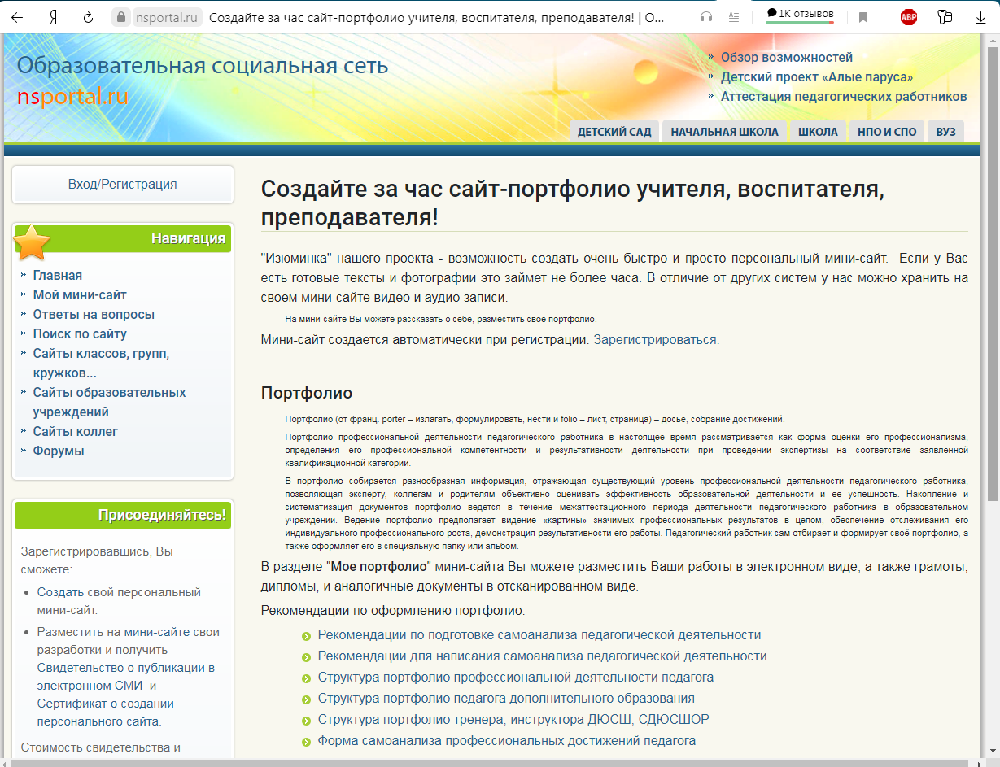 nsportal.ru Создайте за час сайт-портфолио учителя, воспитателя, преподавателя! | О... 1К отзывов ABP
Образовательная социальная сеть
nsportal.ru
» Обзор возможностей
» Детский проект «Алые паруса»
» Аттестация педагогических работников
ДЕТСКИЙ САД НАЧАЛЬНАЯ ШКОЛА ШКОЛА НПО И СПО ВУЗ
Вход/Регистрация
Навигация
» Главная
» Мой мини-сайт
» Ответы на вопросы
» Поиск по сайту
» Сайты классов, групп,
кружков...
» Сайты образовательных
учреждений
» Сайты коллег
» Форумы
Присоединяйтесь!
Зарегистрировавшись, Вы
сможете:
• Создать свой персональный
мини-сайт.
• Разместить на мини-сайте свои
разработки и получить
Свидетельство о публикации в
электронном СМИ и
Сертификат о создании
персонального сайта.
Стоимость свидетельства и
Создайте за час сайт-портфолио учителя, воспитателя,
преподавателя!
"Изюминка" нашего проекта - возможность создать очень быстро и просто персональный мини-сайт. Если у Вас
есть готовые тексты и фотографии это займет не более часа. В отличие от других систем у нас можно хранить на
своем мини-сайте видео и аудио записи.
На мини-сайте Вы можете рассказать о себе, разместить свое портфолио.
Мини-сайт создается автоматически при регистрации. Зарегистрироваться.
Портфолио
Портфолио (от франц. porter – излагать, формулировать, нести и folio – лист, страница) – досье, собрание достижений.
Портфолио профессиональной деятельности педагогического работника в настоящее время рассматривается как форма оценки его профессионализма,
определения его профессиональной компетентности и результативности деятельности при проведении экспертизы на соответствие заявленной
квалификационной категории.
В портфолио собирается разнообразная информация, отражающая существующий уровень профессиональной деятельности педагогического работника,
позволяющая эксперту, коллегам и родителям объективно оценивать эффективность образовательной деятельности и ее успешность. Накопление и
систематизация документов портфолио ведется в течение межаттестационного периода деятельности педагогического работника в образовательном
учреждении. Ведение портфолио предполагает видение «картины» значимых профессиональных результатов в целом, обеспечение отслеживания его
индивидуального профессионального роста, демонстрация результативности его работы. Педагогический работник сам отбирает и формирует своё портфолио, а
также оформляет его в специальную папку или альбом.
В разделе "Мое портфолио" мини-сайта Вы можете разместить Ваши работы в электронном виде, а также грамоты,
дипломы, и аналогичные документы в отсканированном виде.
Рекомендации по оформлению портфолио:
Рекомендации по подготовке самоанализа педагогической деятельности
Рекомендации для написания самоанализа педагогической деятельности
Структура портфолио профессиональной деятельности педагога
Структура портфолио педагога дополнительного образования
Структура портфолио тренера, инструктора ДЮСШ, СДЮСШОР
Форма самоанализа профессиональных достижений педагога